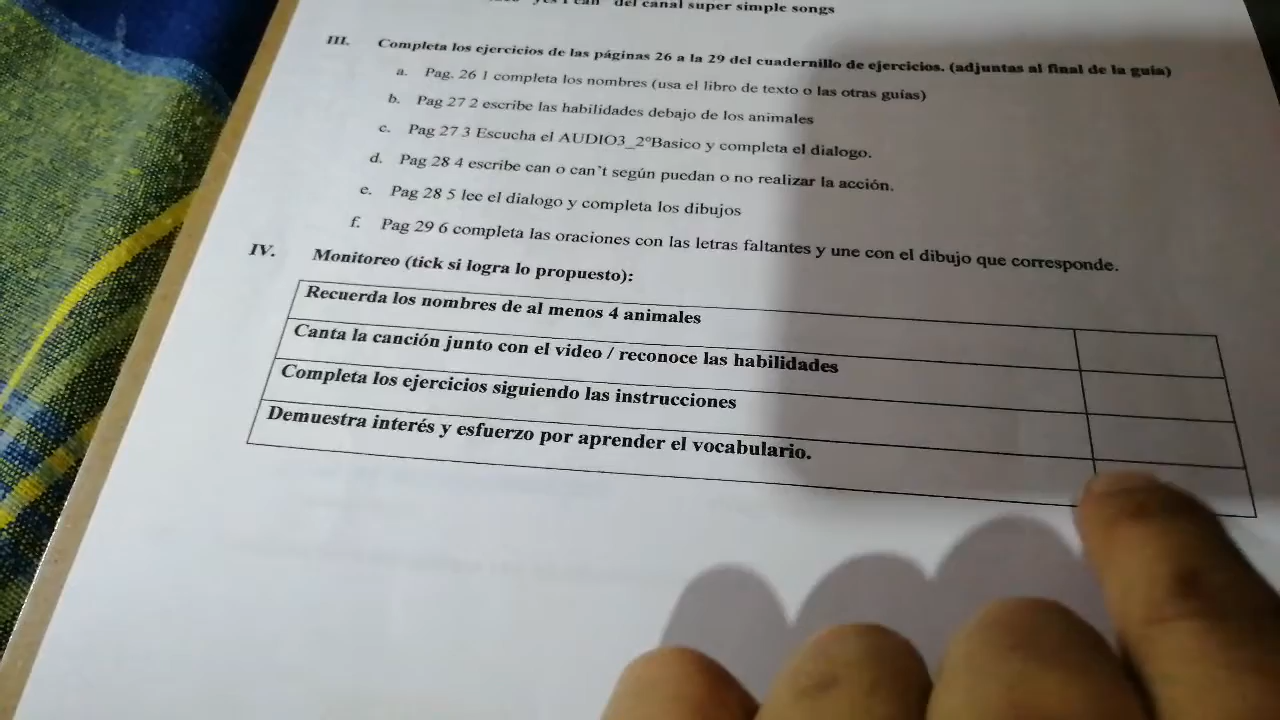 yes I can" del canal super simple songs
III. Completa los ejercicios de las páginas 26 a la 29 del cuadernillo de ejercicios. (adjuntas al final de la guía)
a. Pag. 26 1 completa los nombres (usa el libro de texto o las otras guías)
b. Pag 27 2 escribe las habilidades debajo de los animales
c. Pag 27 3 Escucha el AUDIO3_2°Basico y completa el dialogo.
d. Pag 28 4 escribe can o can't según puedan o no realizar la acción.
e. Pag 28 5 lee el dialogo y completa los dibujos
f. Pag 29 6 completa las oraciones con las letras faltantes y une con el dibujo que corresponde.
IV. Monitoreo (tick si logra lo propuesto):
Recuerda los nombres de al menos 4 animales
Canta la canción junto con el video / reconoce las habilidades
Completa los ejercicios siguiendo las instrucciones
Demuestra interés y esfuerzo por aprender el vocabulario.